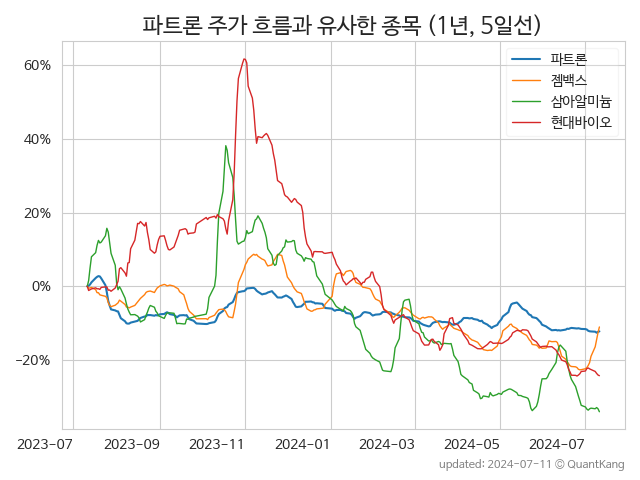 파트론 주가 흐름과 유사한 종목 (1년, 5일선)
파트론
젬백스
삼아알미늄
현대바이오
60%
40%
20%
0%
−20%
2023-07
2023-09
2023-11
2024-01
2024-03
2024-05
2024-07
updated: 2024-07-11 © QuantKang